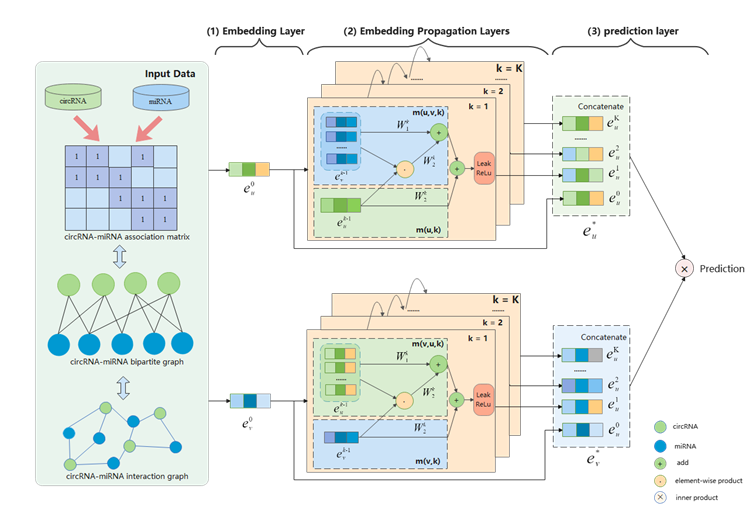 (1) Embedding Layer
(2) Embedding Propagation Layers
(3) prediction layer
Input Data
circRNA
miRNA
1 1 1
1 1 1
1 1 1
1 1
circRNA-miRNA association matrix
circRNA-miRNA bipartite graph
circRNA-miRNA interaction graph
e_u^0
k = K
......
k = 2
k = 1
m(u,v,k)
W_1^k
W_2^k
......
e_v^{k-1}
W_2^k
e_u^{k-1}
m(u,k)
Leak
ReLu
Concatenate
e_u^K
......
e_u^2
e_u^1
e_u^0
e_u^*
Prediction
e_v^0
k = K
......
k = 2
k = 1
m(v,u,k)
W_1^k
W_2^k
......
e_u^{k-1}
W_2^k
e_v^{k-1}
m(v,k)
Leak
ReLu
Concatenate
e_u^K
......
e_u^2
e_u^1
e_u^0
e_v^*
circRNA
miRNA
add
element-wise product
inner product